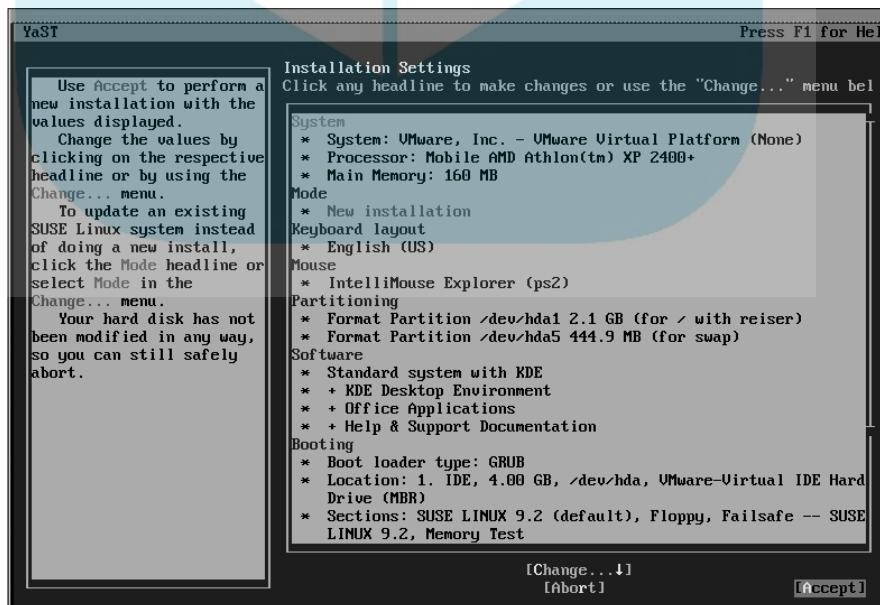 YaST
Press F1 for Hel
Use Accept to perform a
new installation with the
values displayed.
Change the values by
clicking on the respective
headline or by using the
Change... menu.
To update an existing
SUSE Linux system instead
of doing a new install,
click the Mode headline or
select Mode in the
Change... menu.
Your hard disk has not
been modified in any way,
so you can still safely
abort.
Installation Settings
Click any headline to make changes or use the "Change..." menu bel
System
* System: VMware, Inc. - VMware Virtual Platform (None)
* Processor: Mobile AMD Athlon(tm) XP 2400+
* Main Memory: 160 MB
Mode
* New installation
Keyboard layout
* English (US)
Mouse
* IntelliMouse Explorer (ps2)
Partitioning
* Format Partition /dev/hda1 2.1 GB (for / with reiser)
* Format Partition /dev/hda5 444.9 MB (for swap)
Software
* Standard system with KDE
* + KDE Desktop Environment
* + Office Applications
* + Help & Support Documentation
Booting
* Boot loader type: GRUB
* Location: 1. IDE, 4.00 GB, /dev/hda, VMware-Virtual IDE Hard
Drive (MBR)
* Sections: SUSE LINUX 9.2 (default), Floppy, Failsafe -- SUSE
LINUX 9.2, Memory Test
[Change...↓]
[Abort]
[Accept]